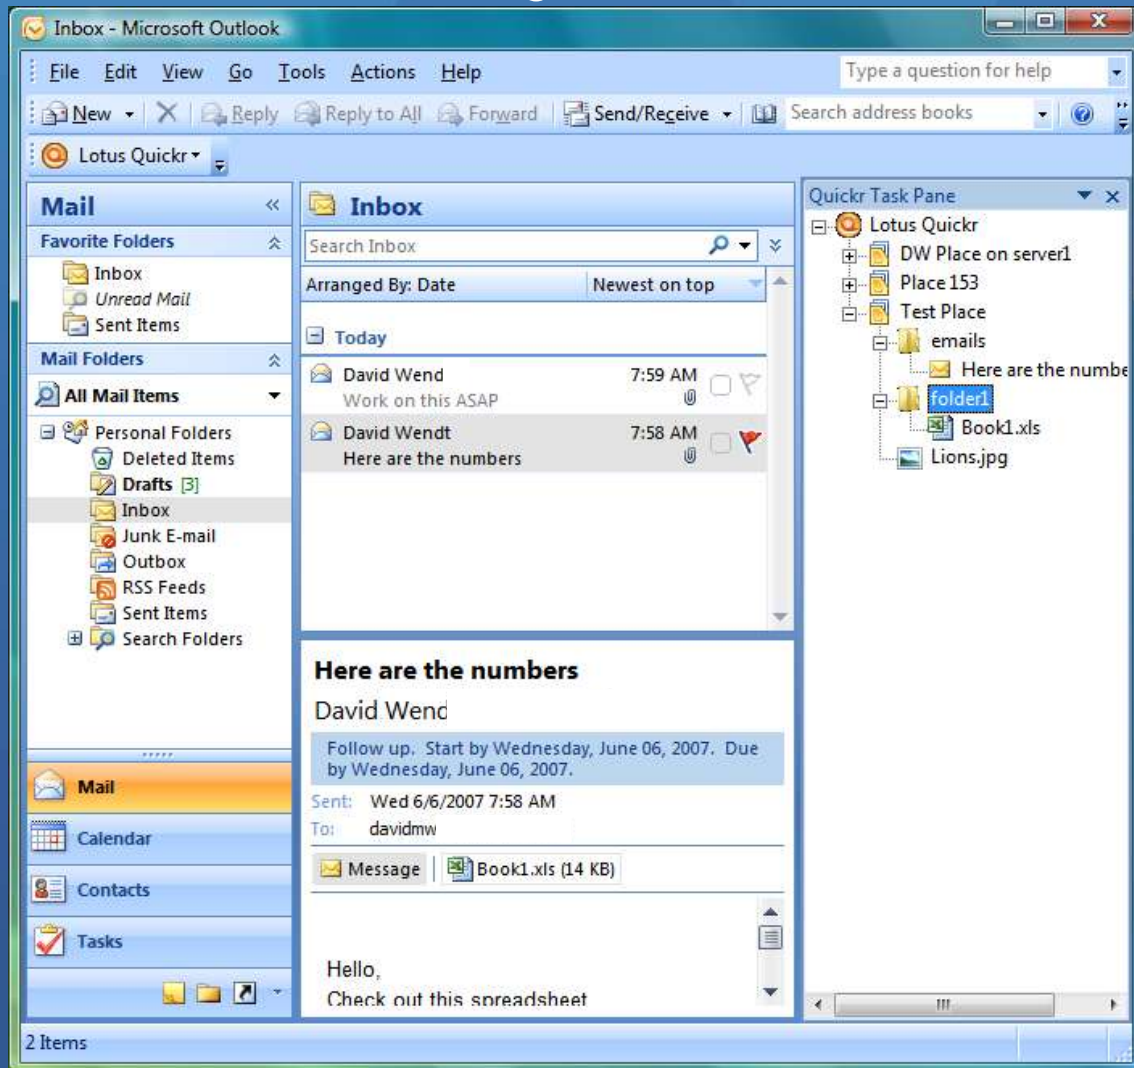 Inbox - Microsoft Outlook
File Edit View Go Tools Actions Help
Type a question for help
New Reply Reply to All Forward Send/Receive Search address books
Lotus Quickr
Mail
Favorite Folders
Inbox
Unread Mail
Sent Items
Mail Folders
All Mail Items
Personal Folders
Deleted Items
Drafts [3]
Inbox
Junk E-mail
Outbox
RSS Feeds
Sent Items
Search Folders
Mail
Calendar
Contacts
Tasks
Inbox
Search Inbox
Arranged By: Date Newest on top
Today
David Wend 7:59 AM
Work on this ASAP
David Wendt 7:58 AM
Here are the numbers
Here are the numbers
David Wend
Follow up. Start by Wednesday, June 06, 2007. Due
by Wednesday, June 06, 2007.
Sent: Wed 6/6/2007 7:58 AM
To: davidmw
Message Book1.xls (14 KB)
Hello,
Check out this spreadsheet
Quickr Task Pane
Lotus Quickr
DW Place on server1
Place 153
Test Place
emails
Here are the numbe
folder1
Book1.xls
Lions.jpg
2 Items